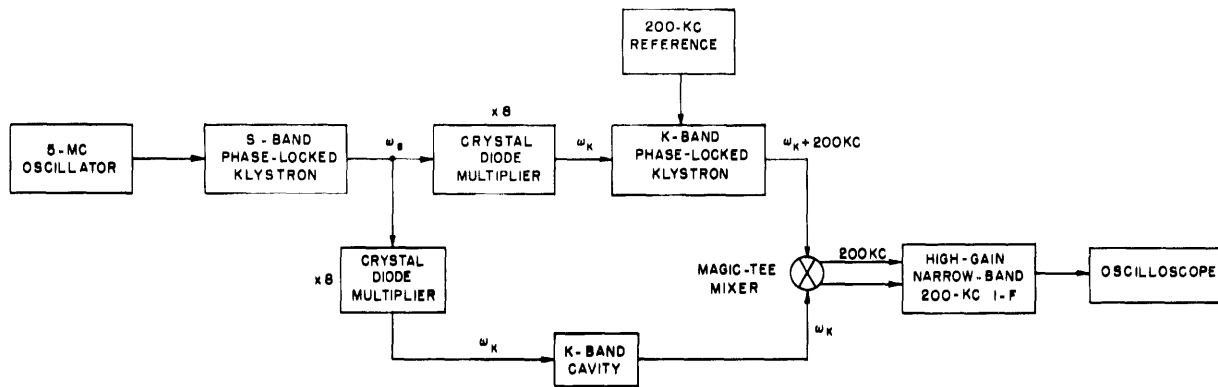 200-KC
REFERENCE
x 8
5-MC
OSCILLATOR
S-BAND
PHASE-LOCKED
KLYSTRON
ωs
CRYSTAL
DIODE
MULTIPLIER
ωK
K-BAND
PHASE-LOCKED
KLYSTRON
ωK+200KC
x8
CRYSTAL
DIODE
MULTIPLIER
MAGIC-TEE
MIXER
200KC
HIGH-GAIN
NARROW-BAND
200-KC I-F
OSCILLOSCOPE
ωK
K-BAND
CAVITY
ωK